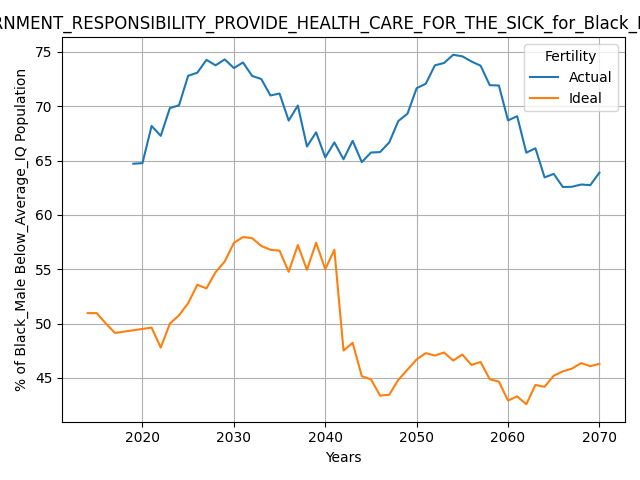 RNMENT_RESPONSIBILITY_PROVIDE_HEALTH_CARE_FOR_THE_SICK_for_Black_
Fertility
Actual
Ideal
75
70
65
60
55
50
45
% of Black_Male Below_Average_IQ Population
2020 2030 2040 2050 2060 2070
Years